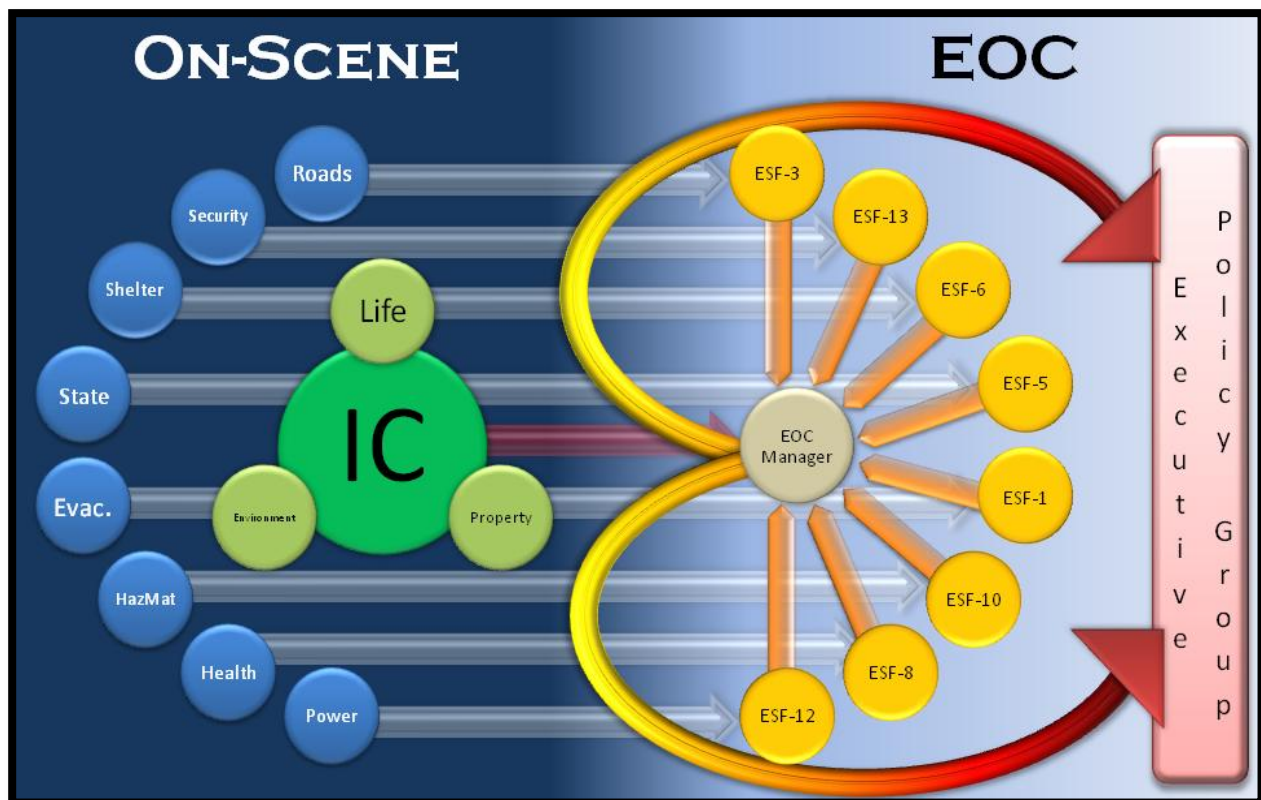 ON-SCENE
EOC
Roads
Security
Shelter
State
Evac.
HazMat
Health
Power
Life
IC
Environment
Property
ESF-3
ESF-13
ESF-6
ESF-5
ESF-1
ESF-10
ESF-8
ESF-12
EOC
Manager
Executive
Policy Group